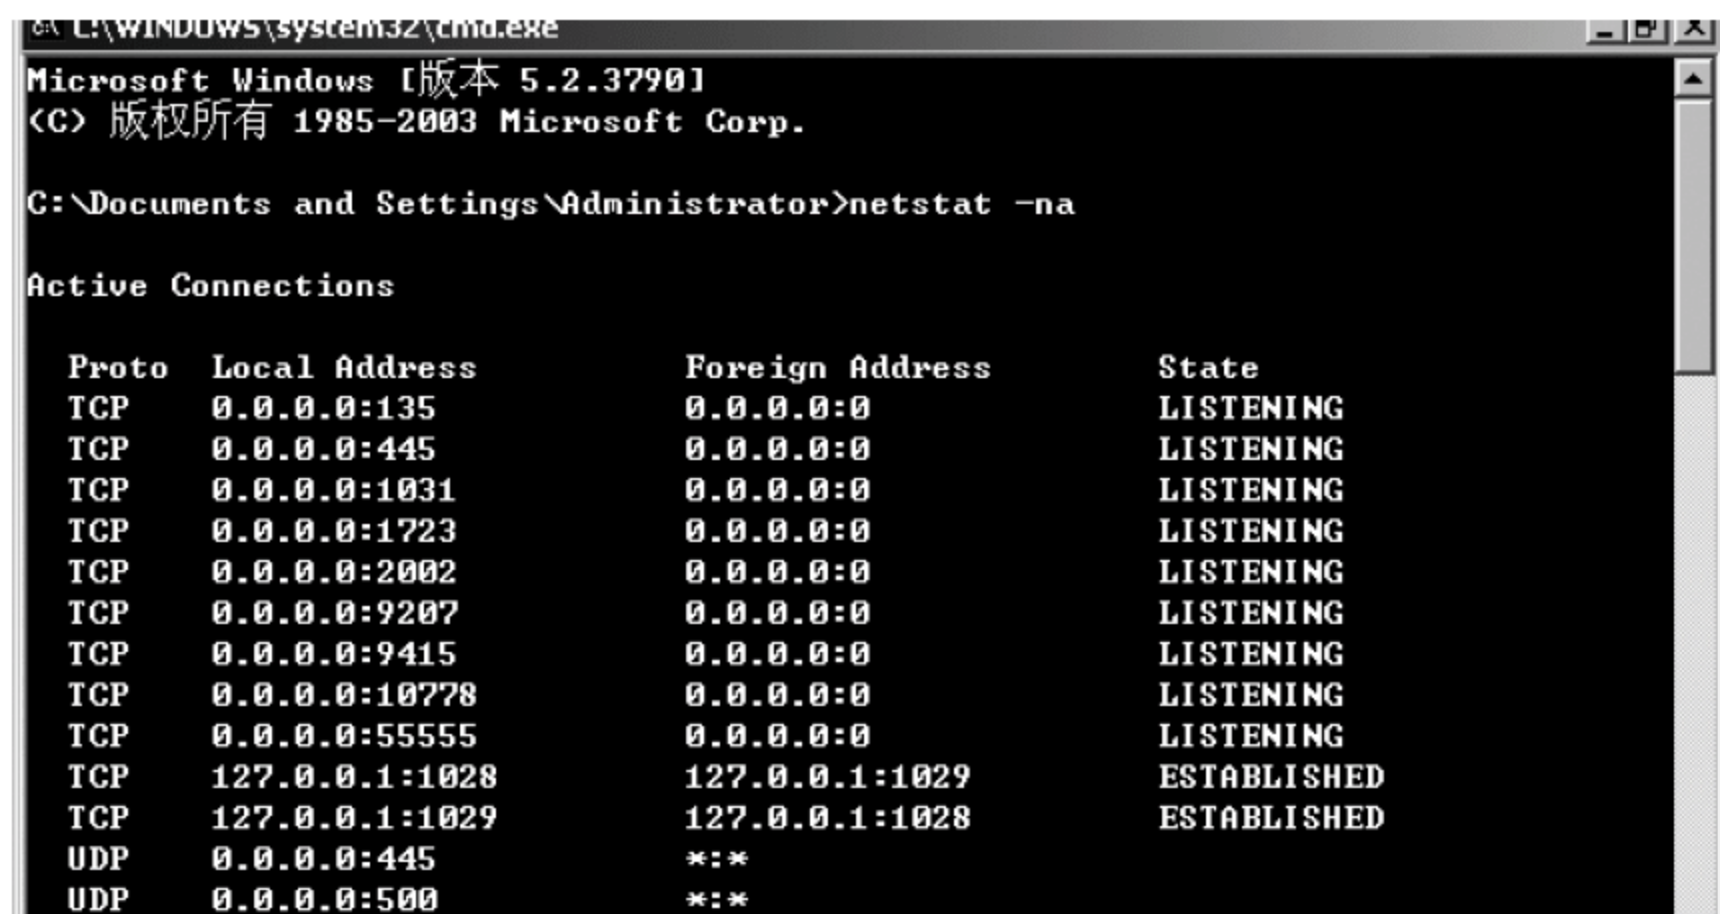 C:\WINDOWS\system32\cmd.exe
Microsoft Windows [版本 5.2.3790]
(C) 版权所有 1985-2003 Microsoft Corp.
C:\Documents and Settings\Administrator>netstat -na
Active Connections
Proto Local Address Foreign Address State
TCP 0.0.0.0:135 0.0.0.0:0 LISTENING
TCP 0.0.0.0:445 0.0.0.0:0 LISTENING
TCP 0.0.0.0:1031 0.0.0.0:0 LISTENING
TCP 0.0.0.0:1723 0.0.0.0:0 LISTENING
TCP 0.0.0.0:2002 0.0.0.0:0 LISTENING
TCP 0.0.0.0:9207 0.0.0.0:0 LISTENING
TCP 0.0.0.0:9415 0.0.0.0:0 LISTENING
TCP 0.0.0.0:10778 0.0.0.0:0 LISTENING
TCP 0.0.0.0:55555 0.0.0.0:0 LISTENING
TCP 127.0.0.1:1028 127.0.0.1:1029 ESTABLISHED
TCP 127.0.0.1:1029 127.0.0.1:1028 ESTABLISHED
UDP 0.0.0.0:445 *:*
UDP 0.0.0.0:500 *:*